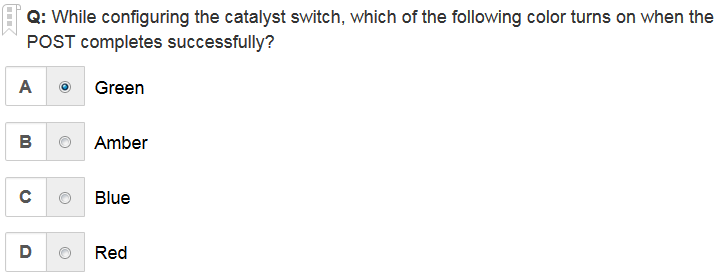 Q: While configuring the catalyst switch, which of the following color turns on when the
POST completes successfully?
A Green
B Amber
C Blue
D Red